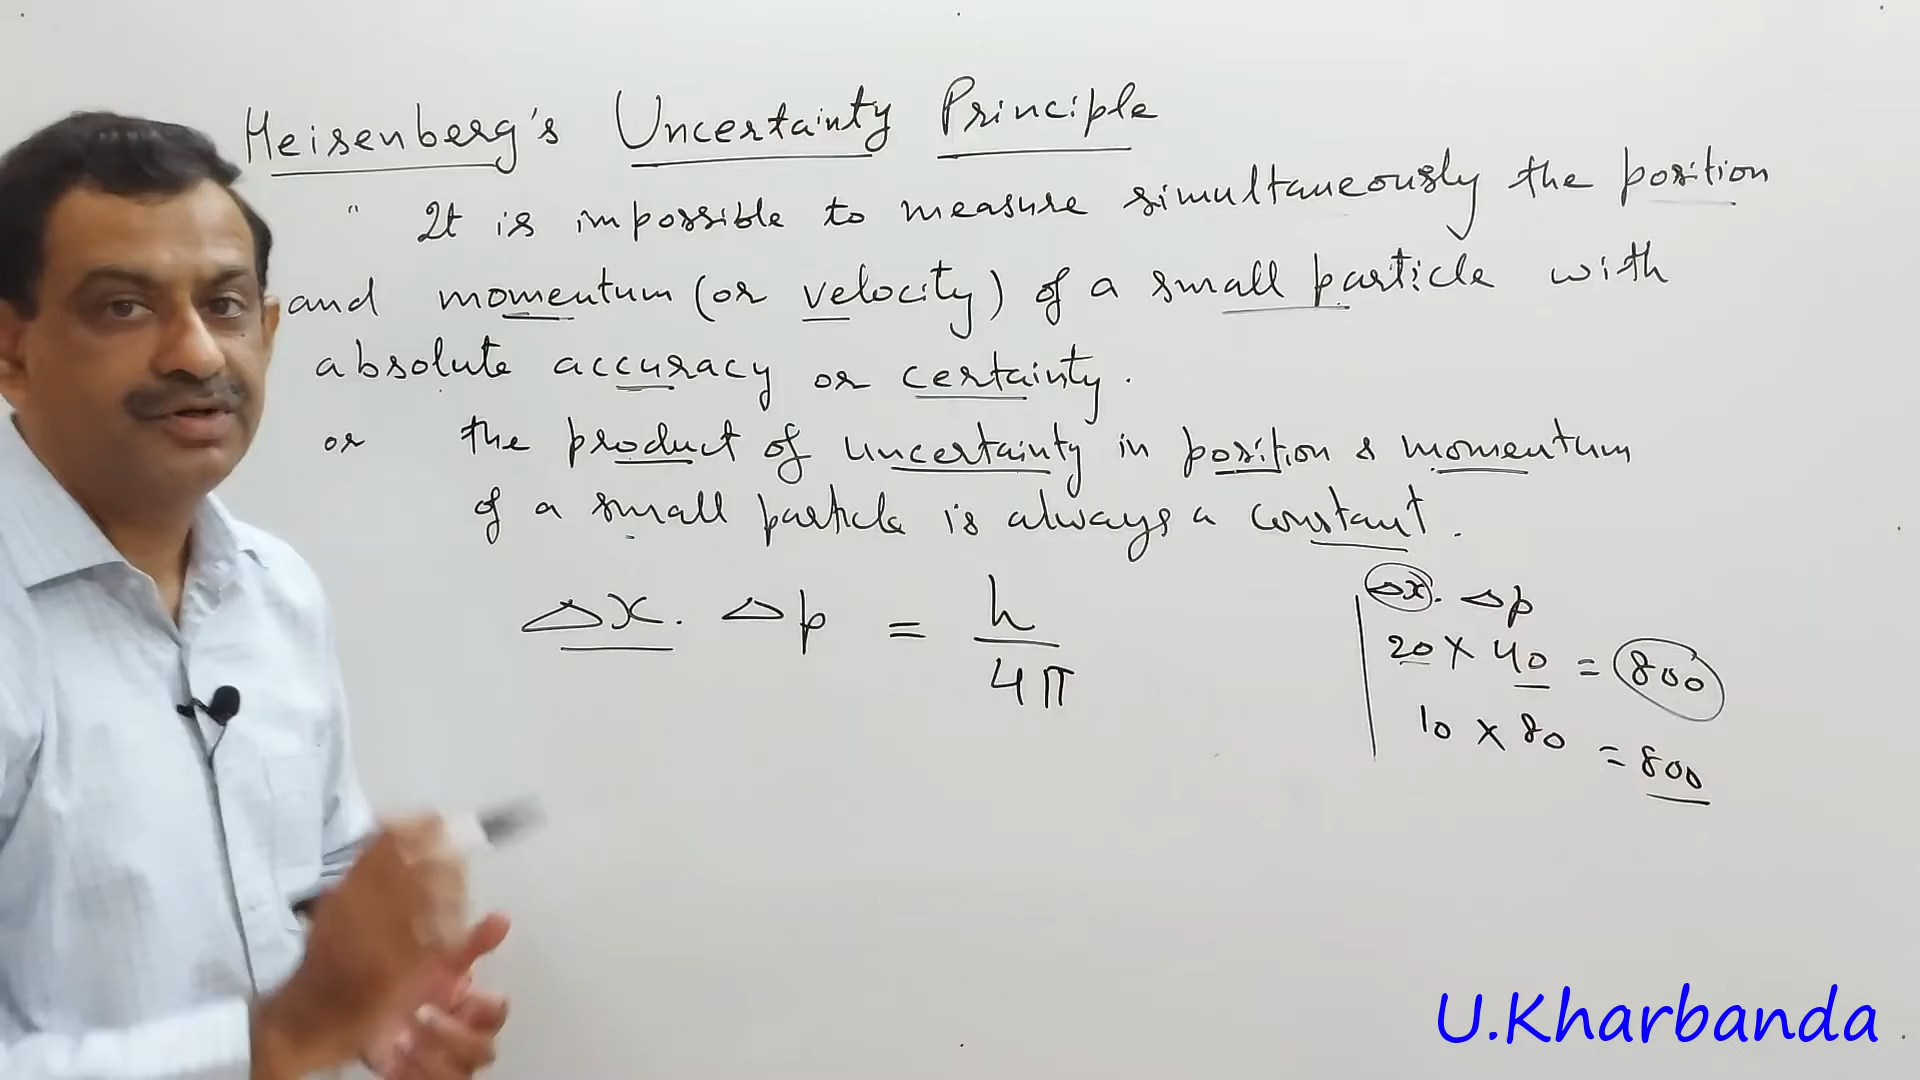 Heisenberg's Uncertainty Principle
" It is impossible to measure simultaneously the position
and momentum (or velocity) of a small particle with
absolute accuracy or certainty.
or the product of uncertainty in position & momentum
of a small particle is always a constant.
Δx. Δp = h/4π
Δx. Δp
20 x 40 = 800
10 x 80 = 800
U.Kharbanda